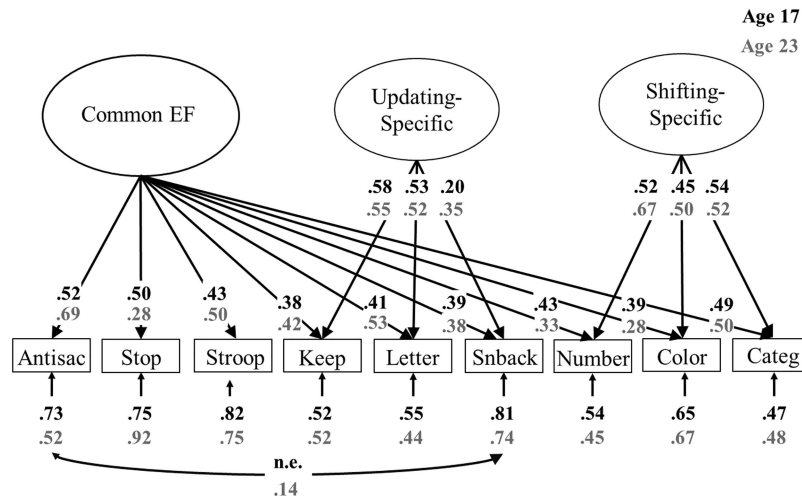 Age 17
Age 23
Common EF
Updating-
Specific
Shifting-
Specific
.58 .53 .20
.55 .52 .35
.52 .45 .54
.67 .50 .52
.52 .50 .43 .38 .41 .39 .43 .39 .49
.69 .28 .50 .42 .53 .38 .33 .28 .50
Antisac Stop Stroop Keep Letter Snback Number Color Categ
.73 .75 .82 .52 .55 .81 .54 .65 .47
.52 .92 .75 .52 .44 .74 .45 .67 .48
n.e.
.14